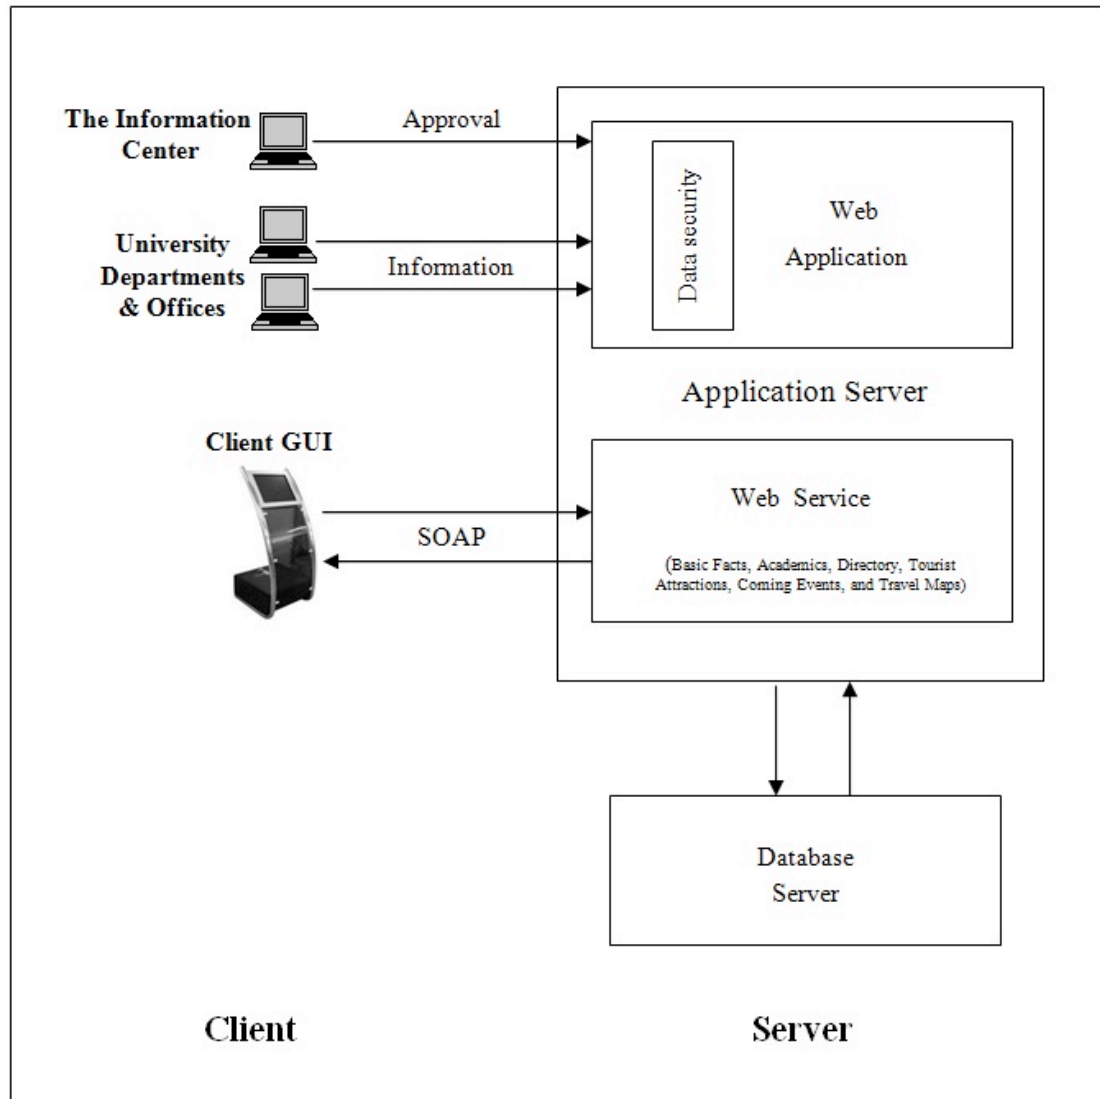 The Information
Center
Approval
University
Departments
& Offices
Information
Data security
Web
Application
Application Server
Client GUI
SOAP
Web Service
(Basic Facts, Academics, Directory, Tourist
Attractions, Coming Events, and Travel Maps)
Database
Server
Client
Server